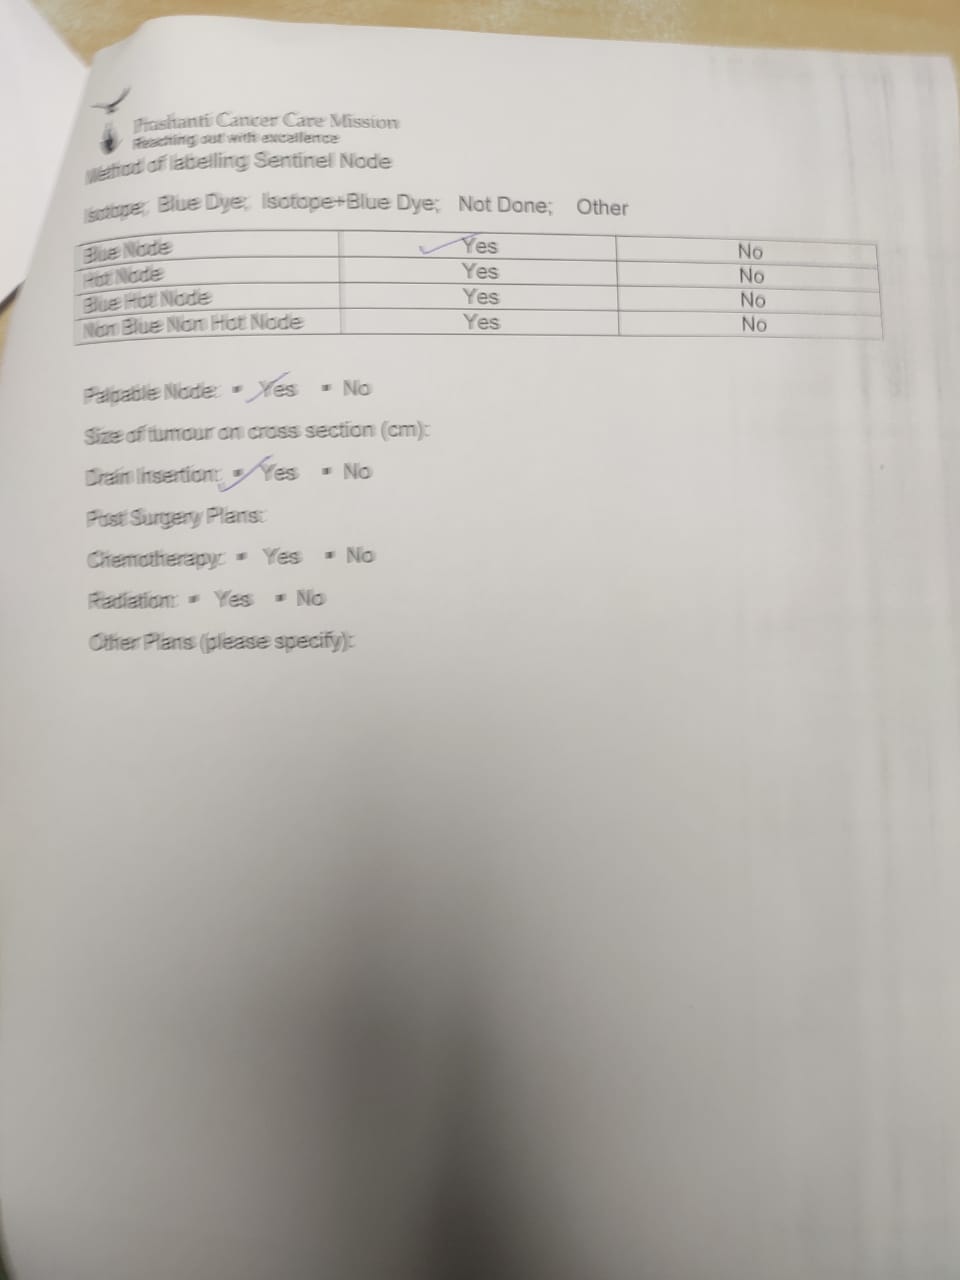 Prashanti Cancer Care Mission
Reaching out with excellence
Method of labelling Sentinel Node
Isotope; Blue Dye; Isotope+Blue Dye; Not Done; Other
Blue Node ✓ Yes No
Hot Node Yes No
Blue Hot Node Yes No
Non Blue Non Hot Node Yes No
Palpable Node: ▪ ✓ Yes ▪ No
Size of tumour on cross section (cm):
Drain Insertion: ▪ ✓ Yes ▪ No
Post Surgery Plans:
Chemotherapy: ▪ Yes ▪ No
Radiation: ▪ Yes ▪ No
Other Plans (please specify):